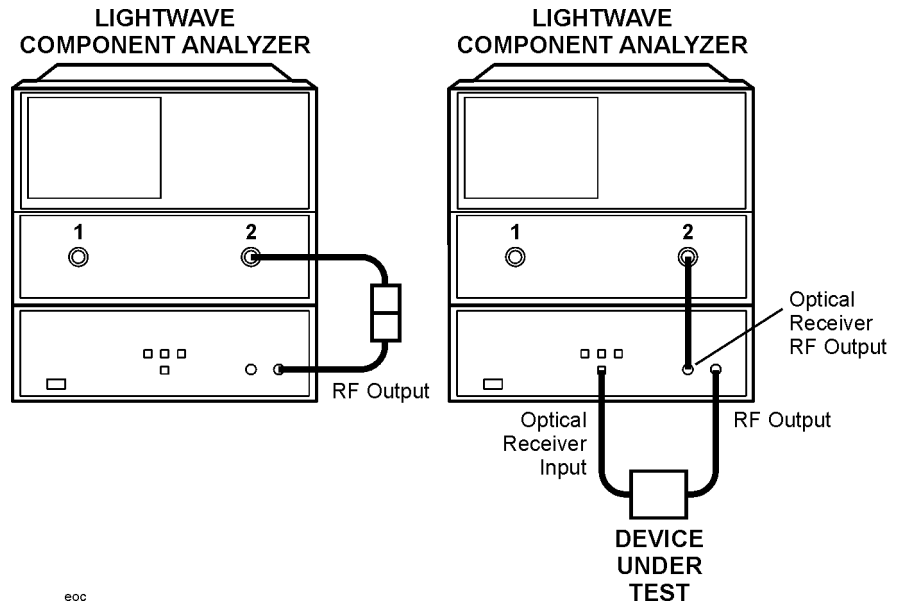 LIGHTWAVE
COMPONENT ANALYZER
1
2
RF Output
LIGHTWAVE
COMPONENT ANALYZER
1
2
Optical
Receiver
RF Output
Optical
Receiver
Input
RF Output
DEVICE
UNDER
TEST
eoc